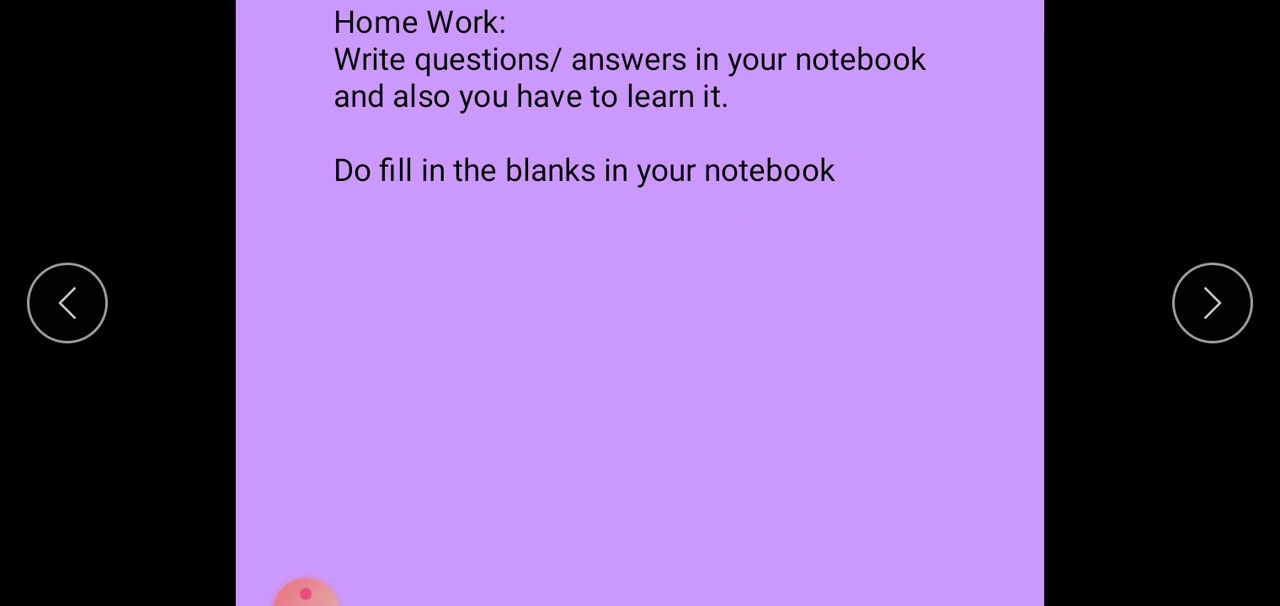 Home Work:
Write questions/ answers in your notebook
and also you have to learn it.
Do fill in the blanks in your notebook